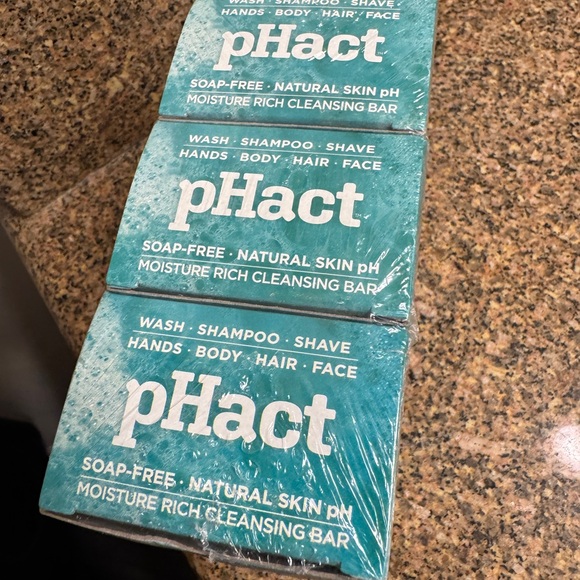 WASH · SHAMPOO · SHAVE
HANDS · BODY · HAIR · FACE
pHact
SOAP-FREE · NATURAL SKIN pH
MOISTURE RICH CLEANSING BAR
WASH · SHAMPOO · SHAVE
HANDS · BODY · HAIR · FACE
pHact
SOAP-FREE · NATURAL SKIN pH
MOISTURE RICH CLEANSING BAR
WASH · SHAMPOO · SHAVE
HANDS · BODY · HAIR · FACE
pHact
SOAP-FREE · NATURAL SKIN pH
MOISTURE RICH CLEANSING BAR